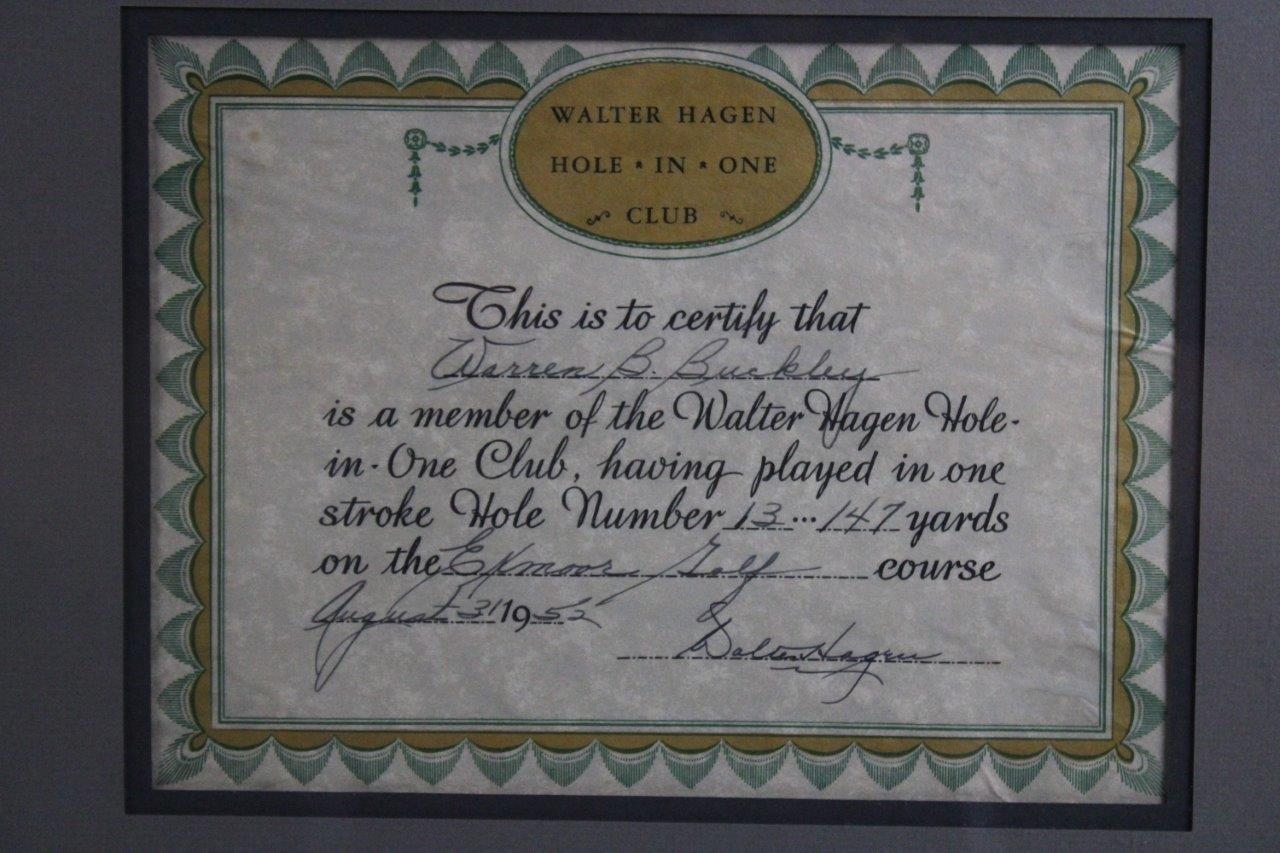 WALTER HAGEN
HOLE * IN * ONE
CLUB
This is to certify that
Warren B. Buckley
is a member of the Walter Hagen Hole-
in-One Club, having played in one
stroke Hole Number 13 ... 147 yards
on the Exmoor Golf course
August 31 1952
Walter Hagen